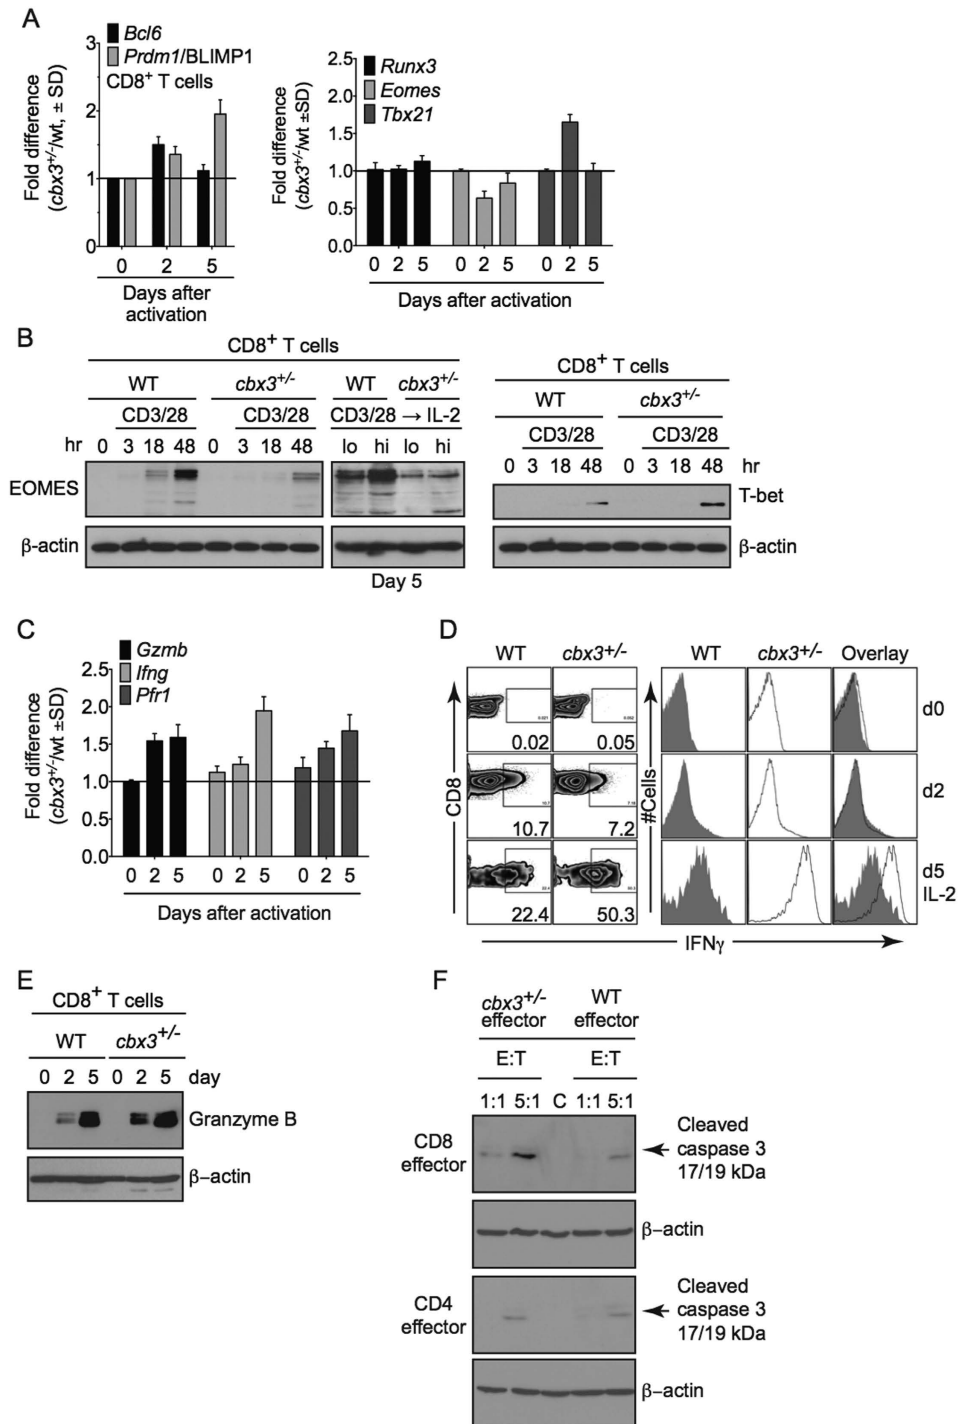 A
Bcl6
Prdm1/BLIMP1
CD8+ T cells
Fold difference
(cbx3+/-/wt, ± SD)
3
2
1
0
0 2 5
Days after
activation
Runx3
Eomes
Tbx21
Fold difference
(cbx3+/-/wt ±SD)
2.5
2.0
1.5
1.0
0.5
0.0
0 2 5 0 2 5 0 2 5
Days after activation
B
CD8+ T cells
WT cbx3+/- WT cbx3+/-
CD3/28 CD3/28 CD3/28 → IL-2
hr 0 3 18 48 0 3 18 48 lo hi lo hi
EOMES
β-actin
Day 5
CD8+ T cells
WT cbx3+/-
CD3/28 CD3/28
0 3 18 48 0 3 18 48 hr
T-bet
β-actin
C
Gzmb
Ifng
Pfr1
Fold difference
(cbx3+/-/wt ±SD)
2.5
2.0
1.5
1.0
0.5
0.0
0 2 5 0 2 5 0 2 5
Days after activation
D
WT cbx3+/- WT cbx3+/- Overlay
CD8
#Cells
0.02 0.05 d0
10.7 7.2 d2
22.4 50.3 d5
IL-2
IFNγ
E
CD8+ T cells
WT cbx3+/-
0 2 5 0 2 5 day
Granzyme B
β–actin
F
cbx3+/- WT
effector effector
E:T E:T
1:1 5:1 C 1:1 5:1
CD8
effector
Cleaved
caspase 3
17/19 kDa
β–actin
CD4
effector
Cleaved
caspase 3
17/19 kDa
β–actin